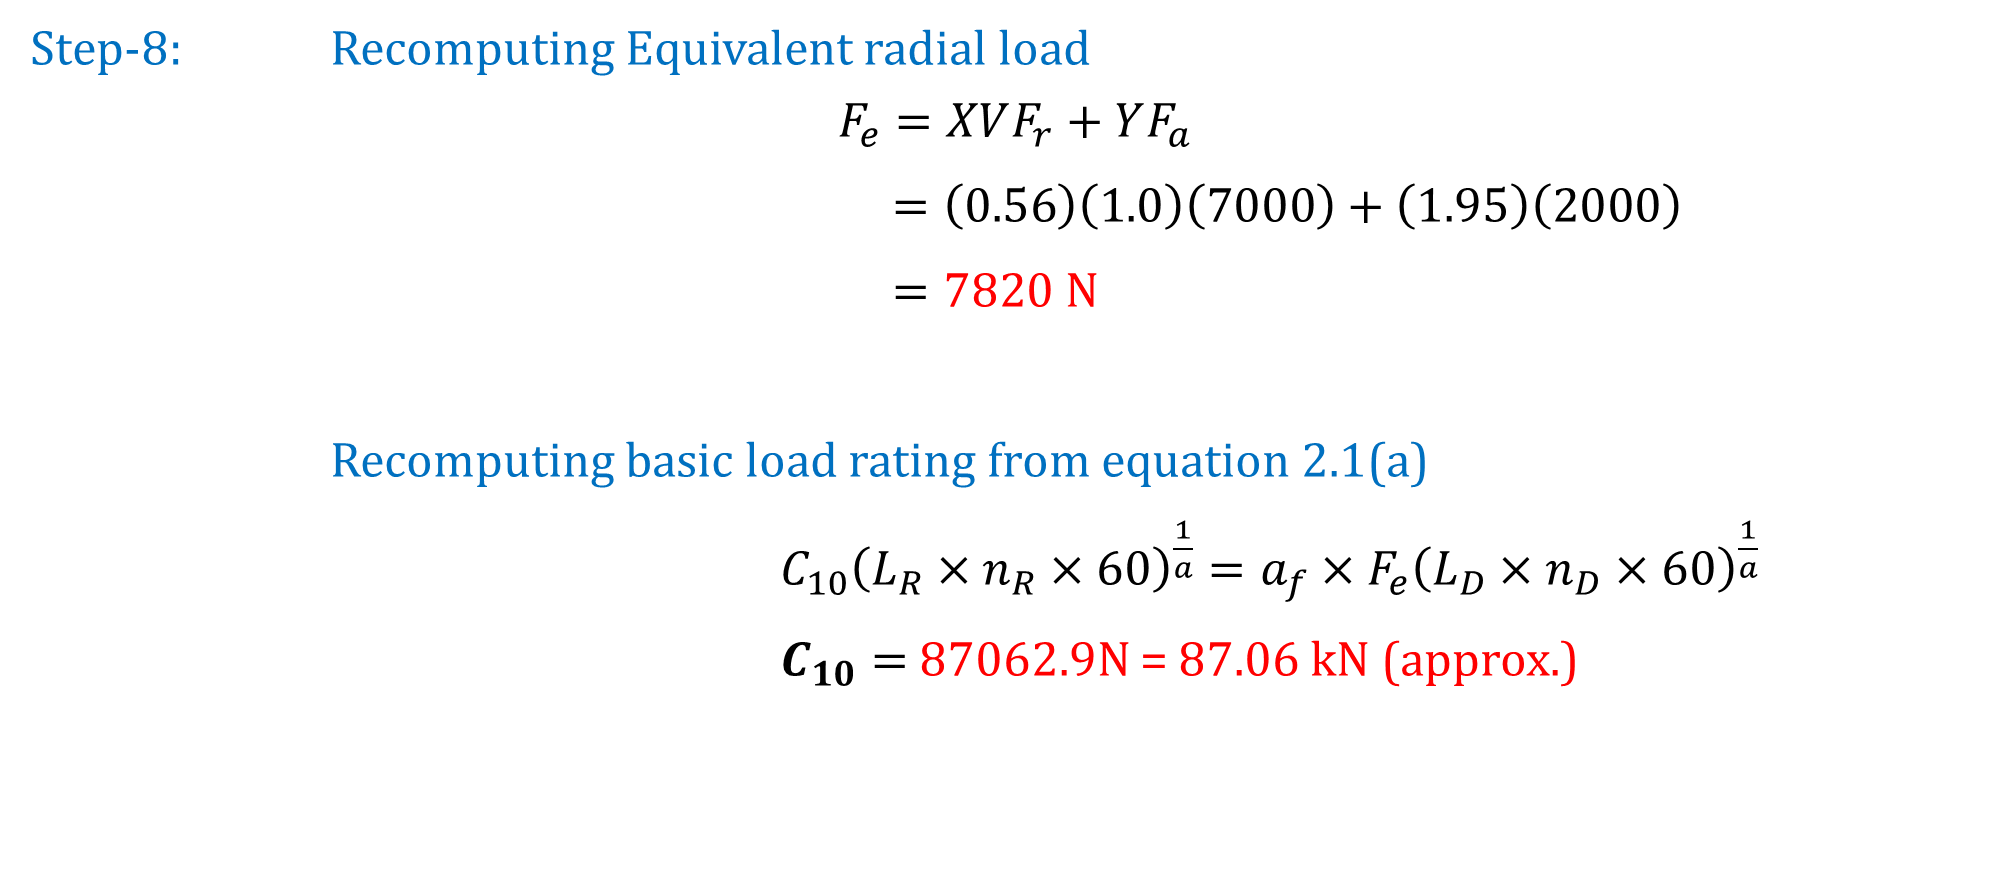 Step-8: Recomputing Equivalent radial load
F_e = XVF_r + YF_a
= (0.56)(1.0)(7000) + (1.95)(2000)
= 7820 N
Recomputing basic load rating from equation 2.1(a)
C_10(L_R × n_R × 60)^{1/a} = a_f × F_e(L_D × n_D × 60)^{1/a}
C_10 = 87062.9N = 87.06 kN (approx.)